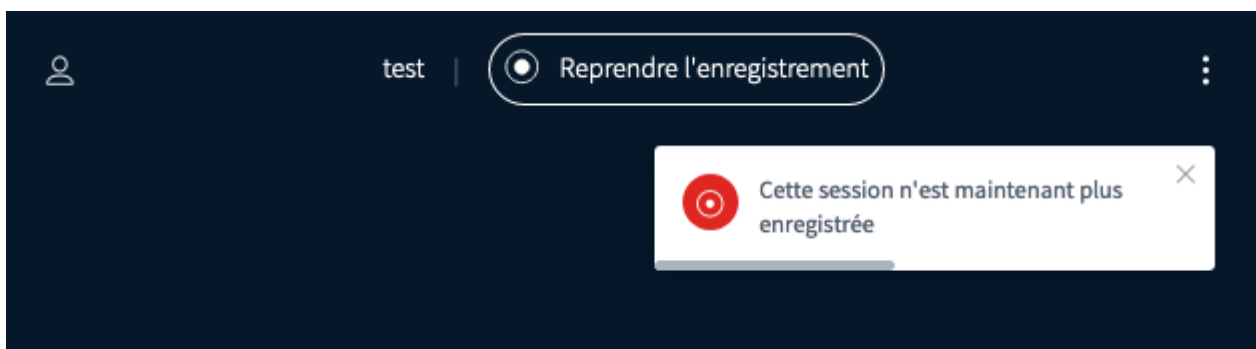 test | Reprendre l'enregistrement
Cette session n'est maintenant plus
enregistrée